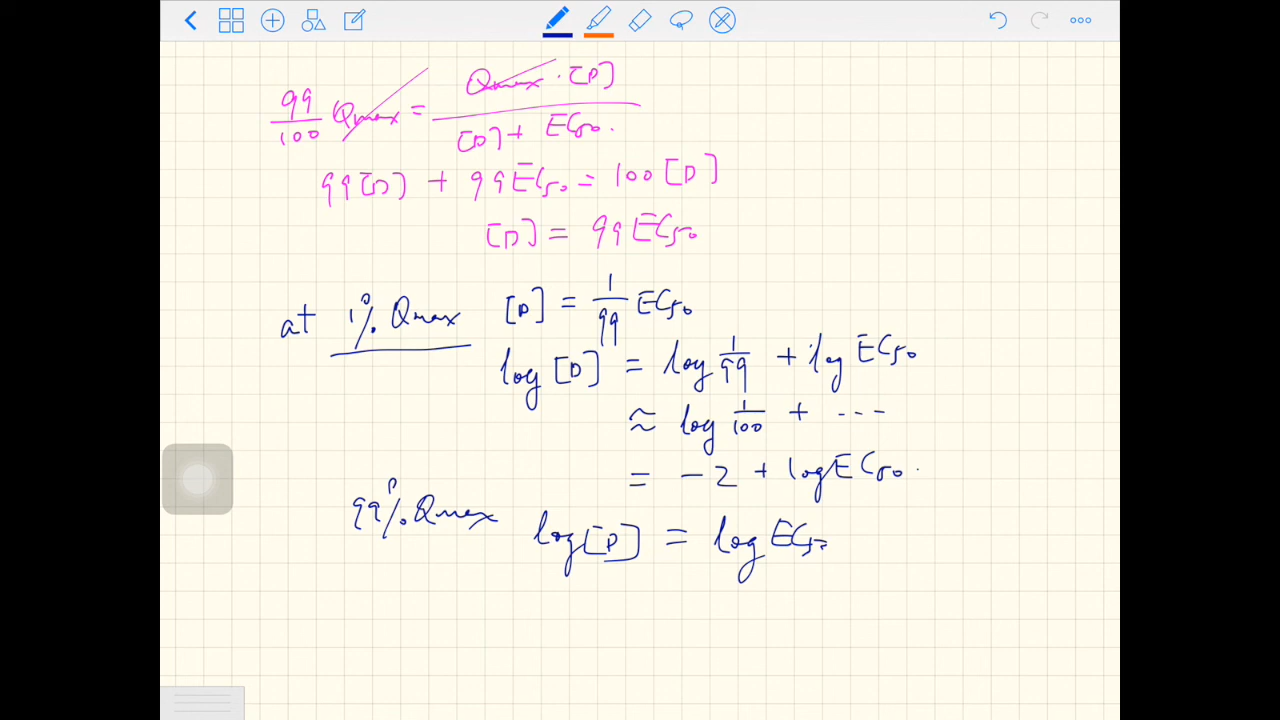 99/100 Qmax = Qmax · [D] / [D] + EC50.
99[D] + 99EC50 = 100[D]
[D] = 99EC50
at 1% Qmax [D] = 1/99 EC50
log[D] = log 1/99 + log EC50
≈ log 1/100 + ---
= -2 + log EC50.
99% Qmax log[D] = log EC50